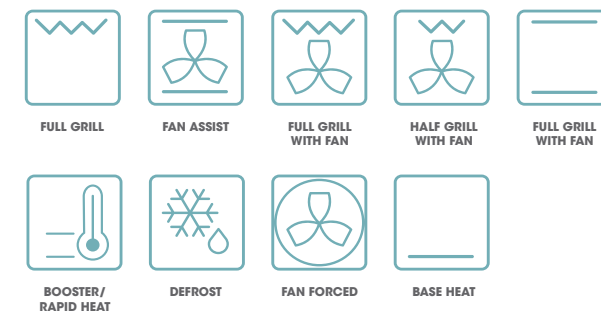 FULL GRILL
FAN ASSIST
FULL GRILL
WITH FAN
HALF GRILL
WITH FAN
FULL GRILL
WITH FAN
BOOSTER/
RAPID HEAT
DEFROST
FAN FORCED
BASE HEAT